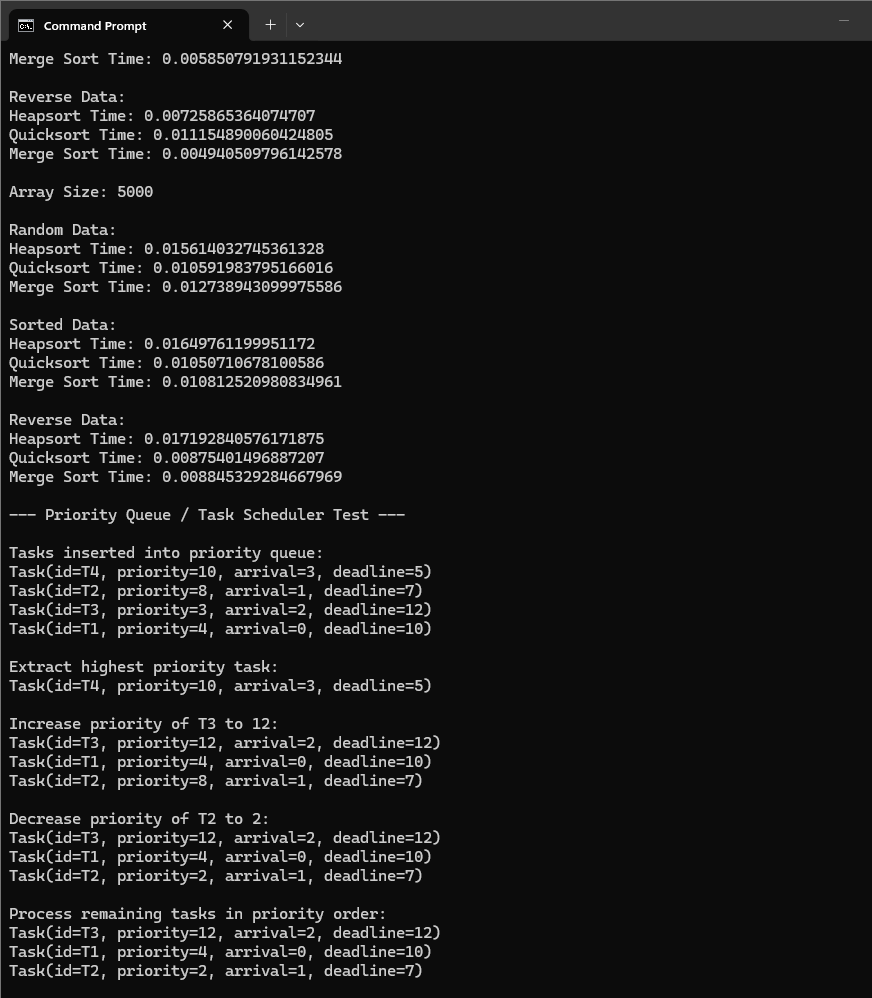 Command Prompt
Merge Sort Time: 0.005850791931152344
Reverse Data:
Heapsort Time: 0.00725865364074707
Quicksort Time: 0.011154890060424805
Merge Sort Time: 0.004940509796142578
Array Size: 5000
Random Data:
Heapsort Time: 0.015614032745361328
Quicksort Time: 0.010591983795166016
Merge Sort Time: 0.012738943099975586
Sorted Data:
Heapsort Time: 0.01649761199951172
Quicksort Time: 0.01050710678100586
Merge Sort Time: 0.010812520980834961
Reverse Data:
Heapsort Time: 0.017192840576171875
Quicksort Time: 0.00875401496887207
Merge Sort Time: 0.008845329284667969
--- Priority Queue / Task Scheduler Test ---
Tasks inserted into priority queue:
Task(id=T4, priority=10, arrival=3, deadline=5)
Task(id=T2, priority=8, arrival=1, deadline=7)
Task(id=T3, priority=3, arrival=2, deadline=12)
Task(id=T1, priority=4, arrival=0, deadline=10)
Extract highest priority task:
Task(id=T4, priority=10, arrival=3, deadline=5)
Increase priority of T3 to 12:
Task(id=T3, priority=12, arrival=2, deadline=12)
Task(id=T1, priority=4, arrival=0, deadline=10)
Task(id=T2, priority=8, arrival=1, deadline=7)
Decrease priority of T2 to 2:
Task(id=T3, priority=12, arrival=2, deadline=12)
Task(id=T1, priority=4, arrival=0, deadline=10)
Task(id=T2, priority=2, arrival=1, deadline=7)
Process remaining tasks in priority order:
Task(id=T3, priority=12, arrival=2, deadline=12)
Task(id=T1, priority=4, arrival=0, deadline=10)
Task(id=T2, priority=2, arrival=1, deadline=7)